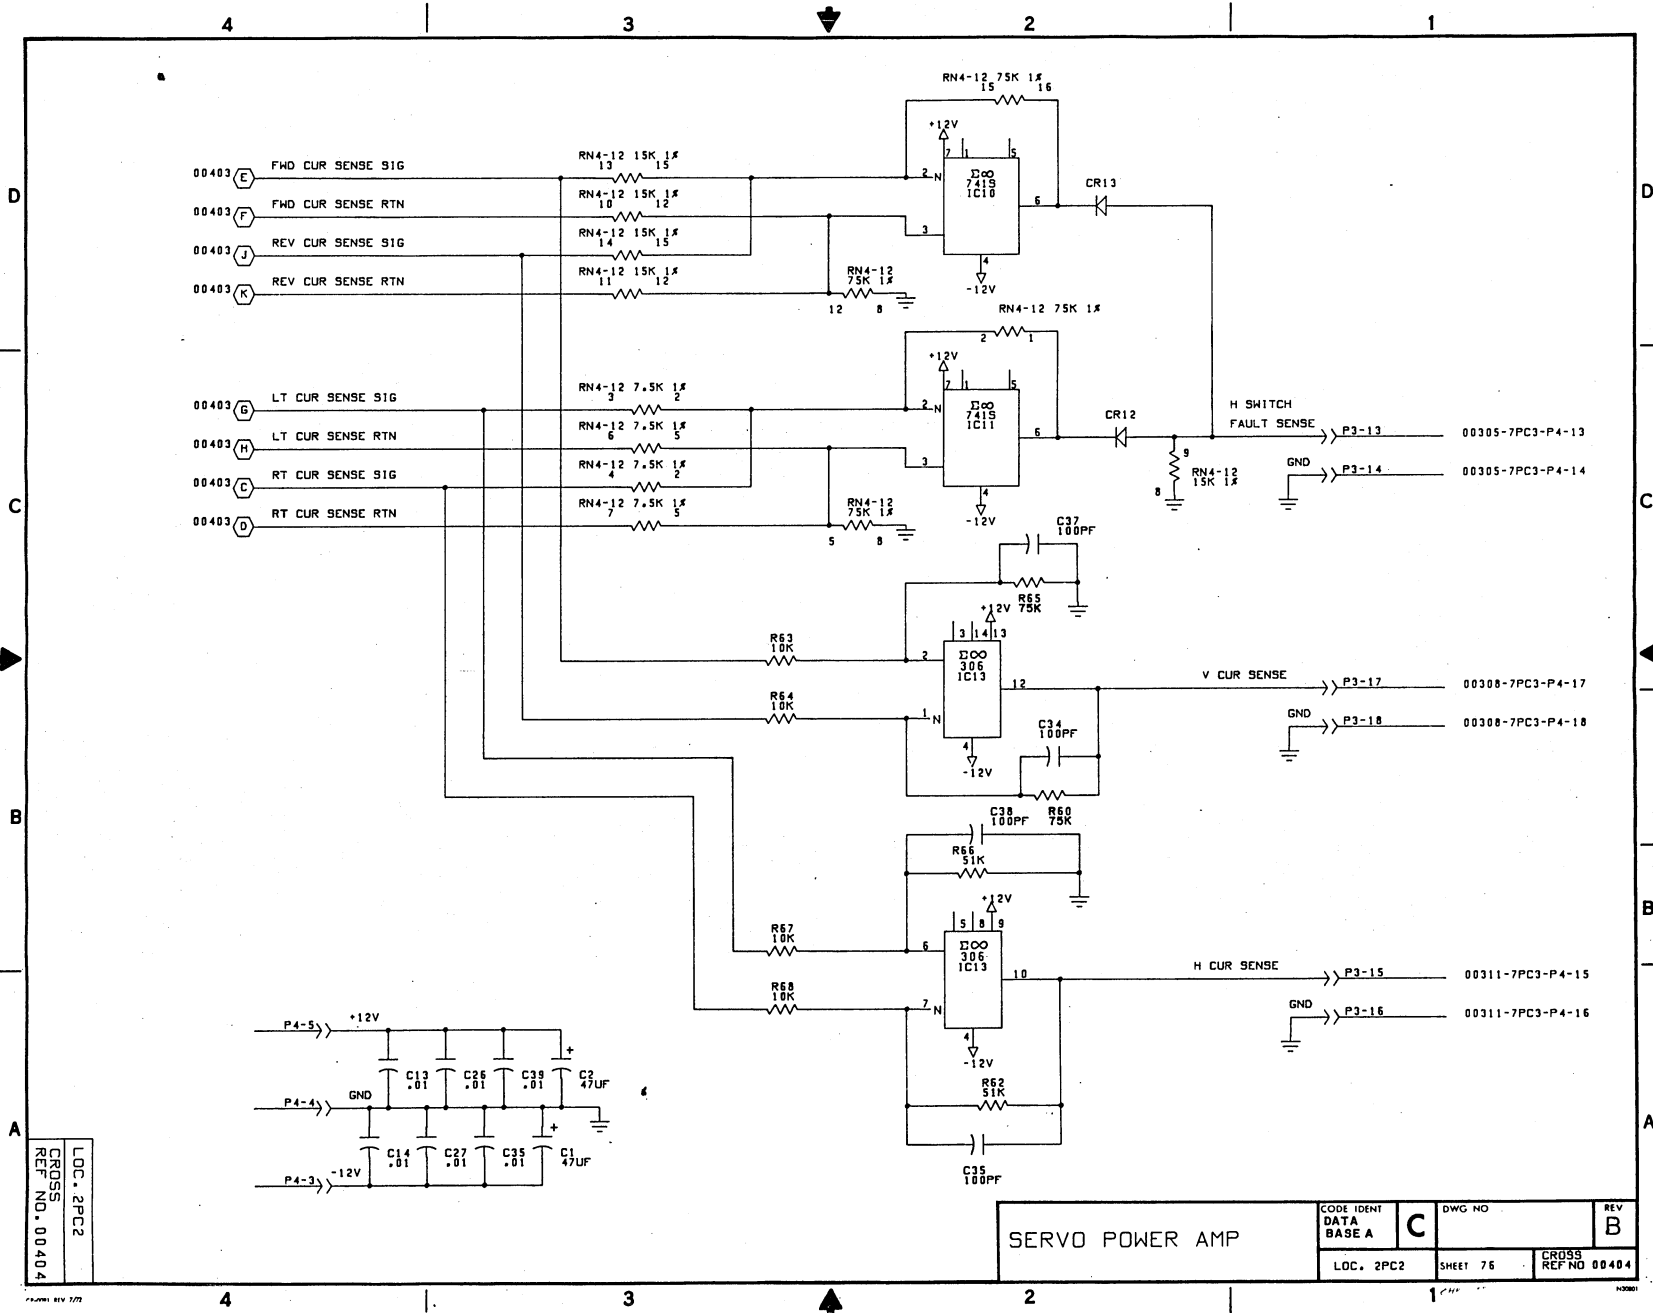 4 3 2 1
RN4-12 75K 1%
15 16
+12V
7 1 5
FWD CUR SENSE SIG
RN4-12 15K 1%
13 15
00403 E
2 N
Σ∞
741S
IC10
CR13
D D
RN4-12 15K 1%
FWD CUR SENSE RTN
10 12
00403 F
6
REV CUR SENSE SIG
RN4-12 15K 1%
3
14 15
00403 J
4
REV CUR SENSE RTN
RN4-12 15K 1%
11 12
00403 K
RN4-12
75K 1%
-12V
12 8
RN4-12 75K 1%
2 1
+12V
7 1 5
LT CUR SENSE SIG
RN4-12 7.5K 1%
3 2
00403 G
2 N
Σ∞
741S
IC11
CR12
H SWITCH
FAULT SENSE
P3-13
00305-7PC3-P4-13
LT CUR SENSE RTN
RN4-12 7.5K 1%
6 5
00403 H
6
3
9
RN4-12
15K 1%
8
GND
P3-14
00305-7PC3-P4-14
RT CUR SENSE SIG
RN4-12 7.5K 1%
4 2
00403 C
4
RT CUR SENSE RTN
RN4-12 7.5K 1%
7 5
00403 D
RN4-12
75K 1%
-12V
5 8
C C
C37
100PF
R65
75K
+12V
3 14 13
R63
10K
2
Σ∞
306
IC13
12
V CUR SENSE
P3-17
00308-7PC3-P4-17
R64
10K
1 N
4
-12V
C34
100PF
GND
P3-18
00308-7PC3-P4-18
R60
75K
B
C38
100PF
R66
51K
+12V
5 8 9
B
R67
10K
6
Σ∞
306
IC13
10
H CUR SENSE
P3-15
00311-7PC3-P4-15
R68
10K
7 N
4
-12V
GND
P3-16
00311-7PC3-P4-16
R62
51K
C35
100PF
P4-5
+12V
C13
.01
C26
.01
C39
.01
+
C2
47UF
P4-4
GND
C14
.01
C27
.01
C35
.01
+
C1
47UF
P4-3
-12V
A A
LOC. 2PC2
CROSS
REF NO. 00404
SERVO POWER AMP
CODE IDENT
DATA
BASE A
C
DWG NO
REV
B
LOC. 2PC2
SHEET 76
CROSS
REF NO 00404
REV 7/72
N30801
4 3 2 1